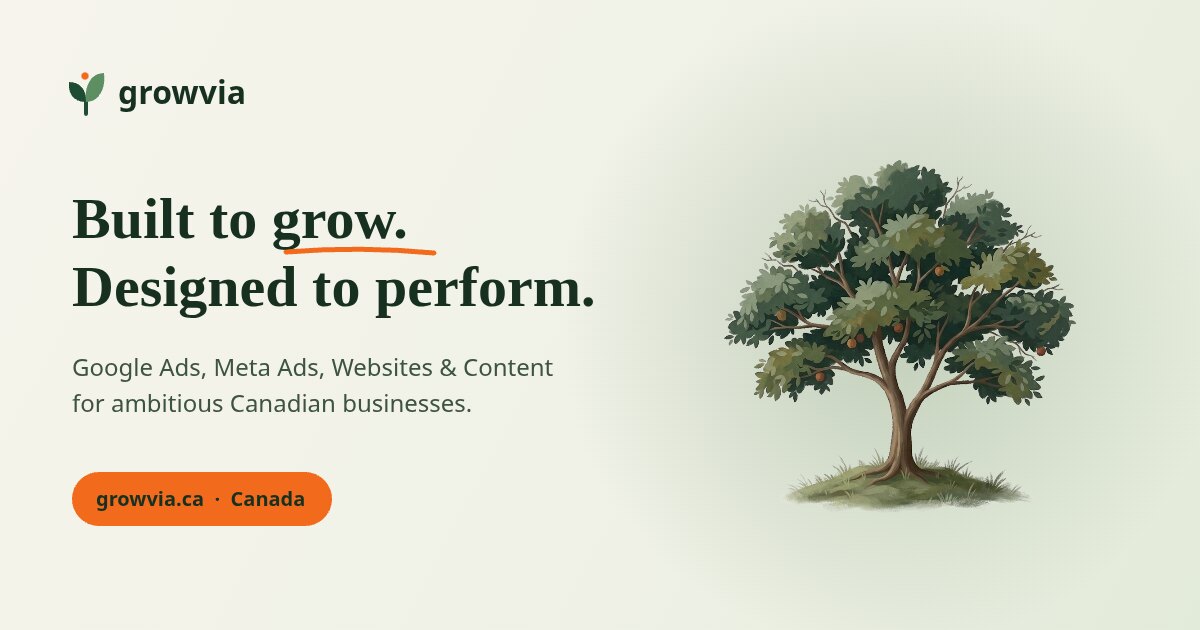 growvia
Built to grow.
Designed to perform.
Google Ads, Meta Ads, Websites & Content
for ambitious Canadian businesses.
growvia.ca · Canada